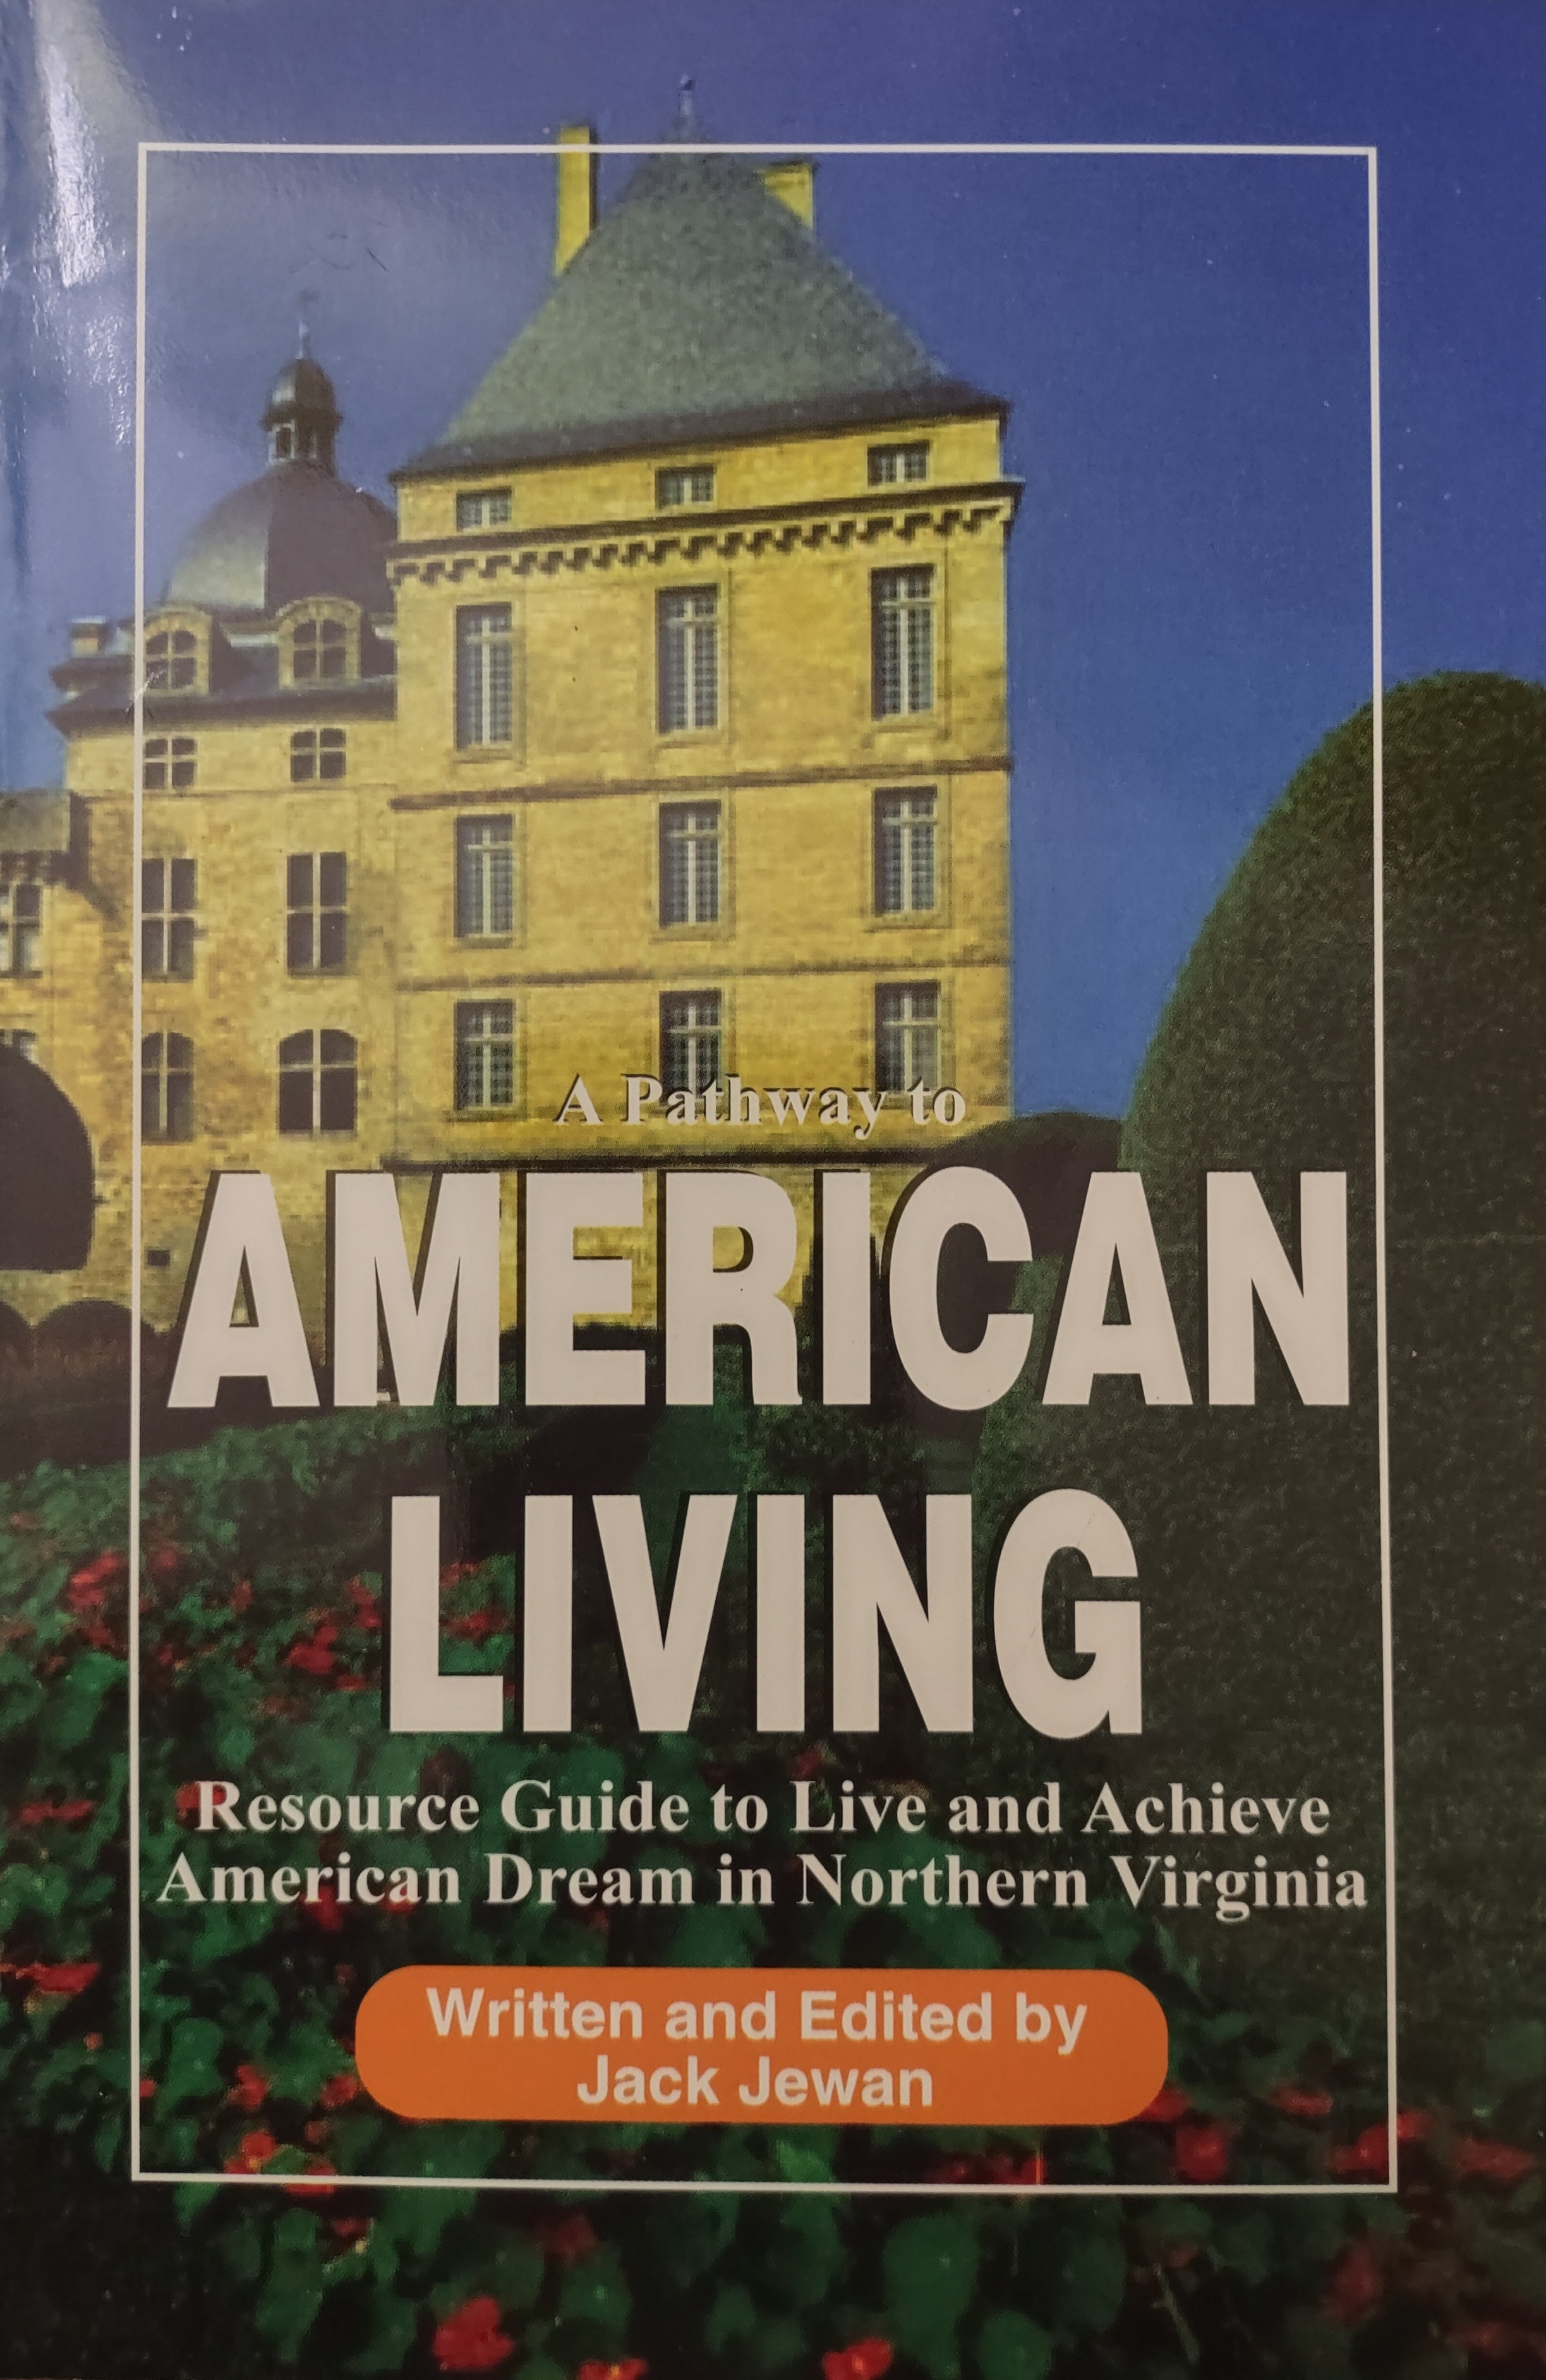 A Pathway to
AMERICAN
LIVING
Resource Guide to Live and Achieve
American Dream in Northern Virginia
Written and Edited by
Jack Jewan